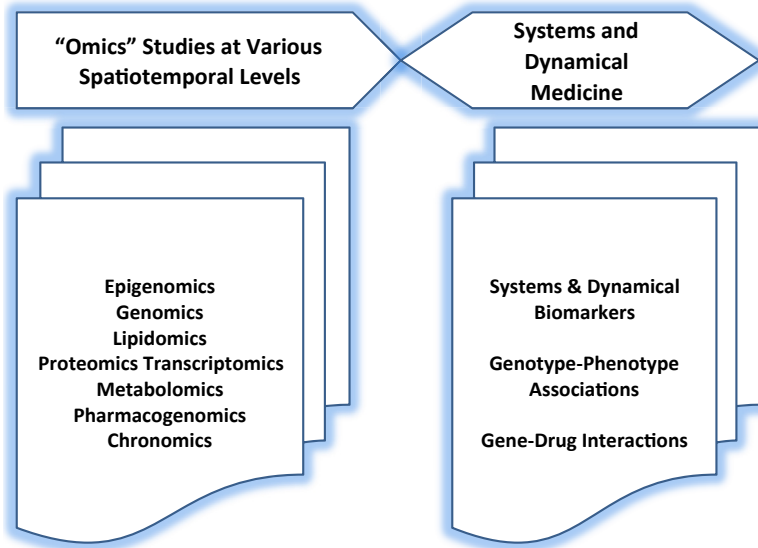 “Omics” Studies at Various
Spatiotemporal Levels
Systems and
Dynamical
Medicine
Epigenomics
Genomics
Lipidomics
Proteomics Transcriptomics
Metabolomics
Pharmacogenomics
Chronomics
Systems & Dynamical
Biomarkers
Genotype-Phenotype
Associations
Gene-Drug Interactions